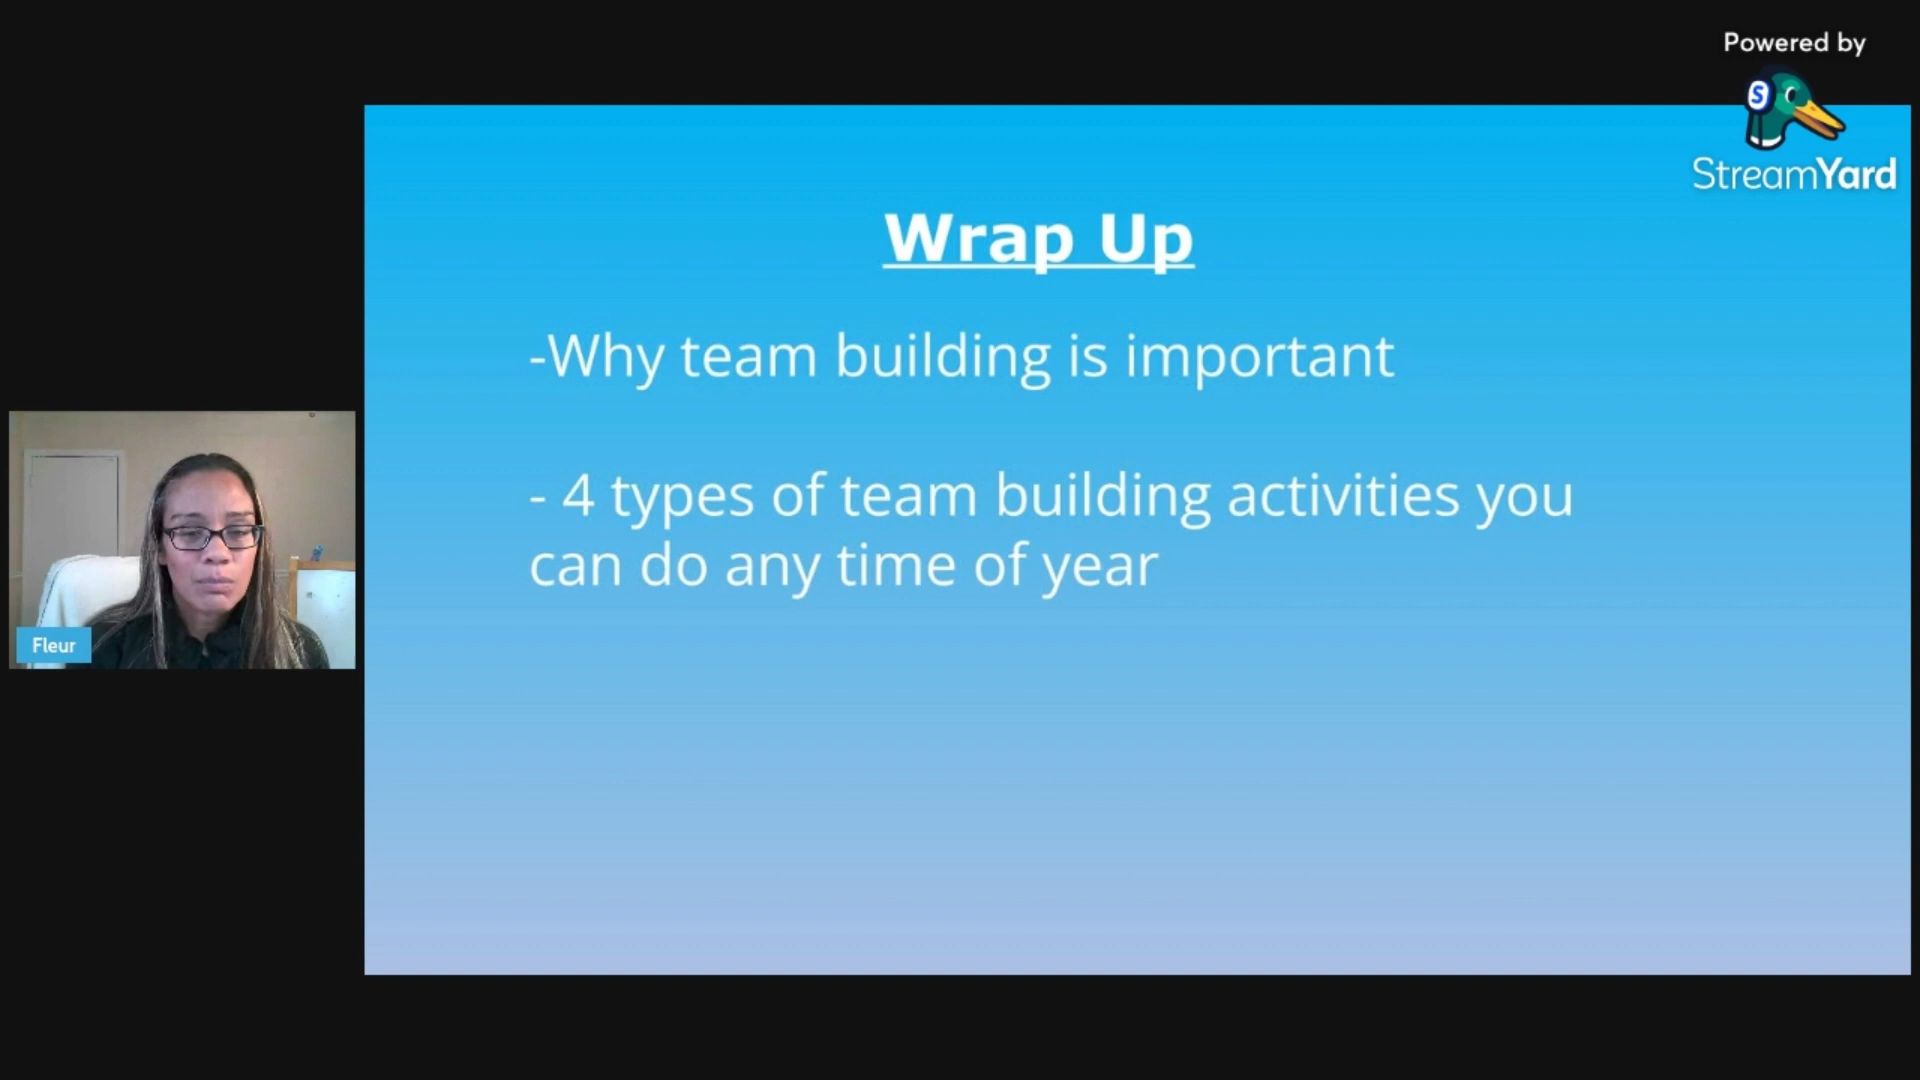 Powered by
S
StreamYard
Wrap Up
-Why team building is important
- 4 types of team building activities you
can do any time of year
Fleur